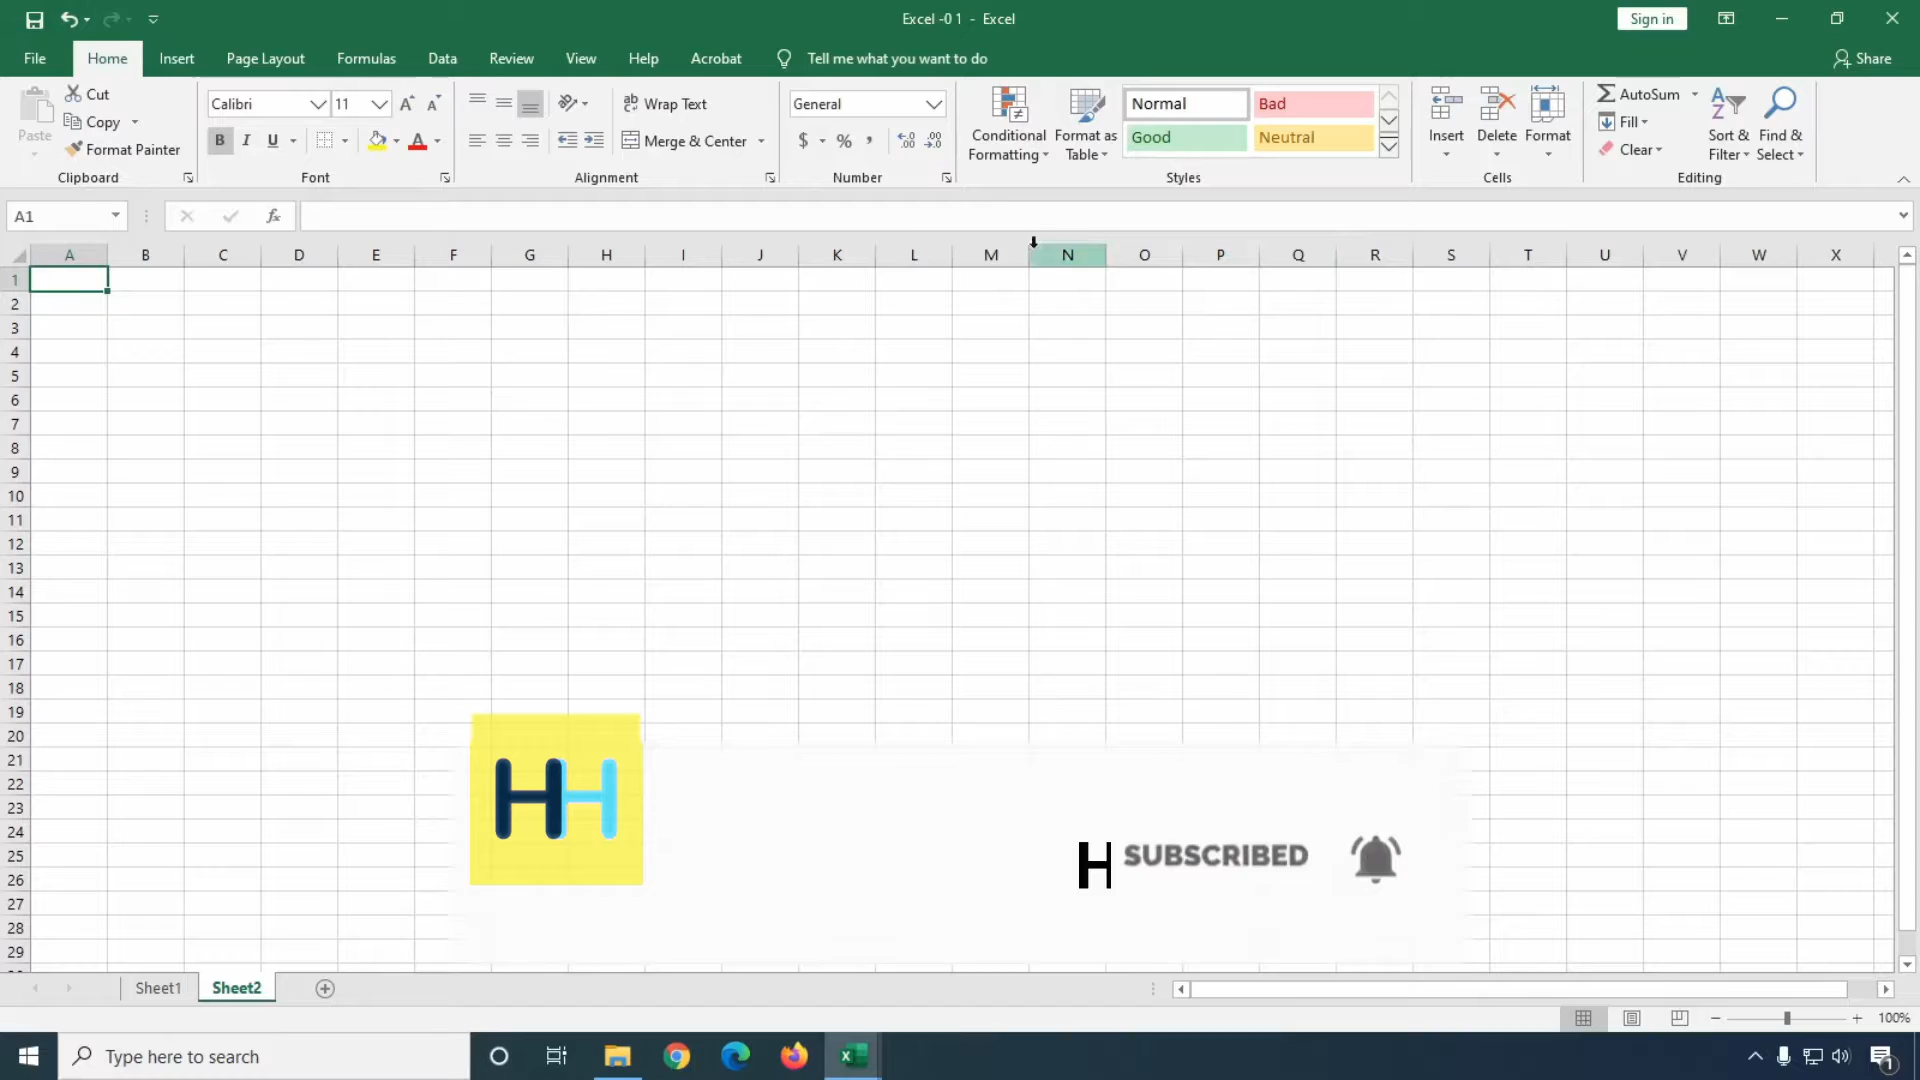 Excel -0 1 - Excel
Sign in
File Home Insert Page Layout Formulas Data Review View Help Acrobat Tell me what you want to do Share
Paste
Cut
Copy
Format Painter
Clipboard
Calibri 11
B I U
Font
Wrap Text
Merge & Center
Alignment
General
$ %
Number
Conditional Formatting
Format as Table
Normal Bad
Good Neutral
Styles
Insert Delete Format
Cells
AutoSum
Fill
Clear
Sort & Filter
Find & Select
Editing
A1
fx
A B C D E F G H I J K L M N O P Q R S T U V W X
1
2
3
4
5
6
7
8
9
10
11
12
13
14
15
16
17
18
19
20
21
22
23
24
25
26
27
28
29
HH
H SUBSCRIBED
Sheet1 Sheet2
100%
Type here to search
1